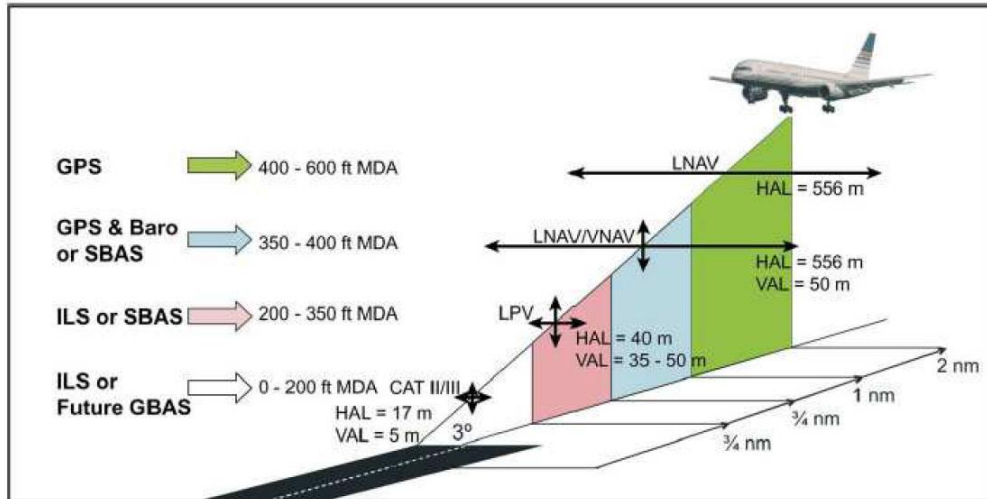 GPS
400 - 600 ft MDA
GPS & Baro
or SBAS
350 - 400 ft MDA
ILS or SBAS
200 - 350 ft MDA
ILS or
Future GBAS
0 - 200 ft MDA
CAT II/III
HAL = 17 m
VAL = 5 m
3º
LNAV
HAL = 556 m
LNAV/VNAV
HAL = 556 m
VAL = 50 m
LPV
HAL = 40 m
VAL = 35 - 50 m
2 nm
1 nm
¾ nm
¾ nm